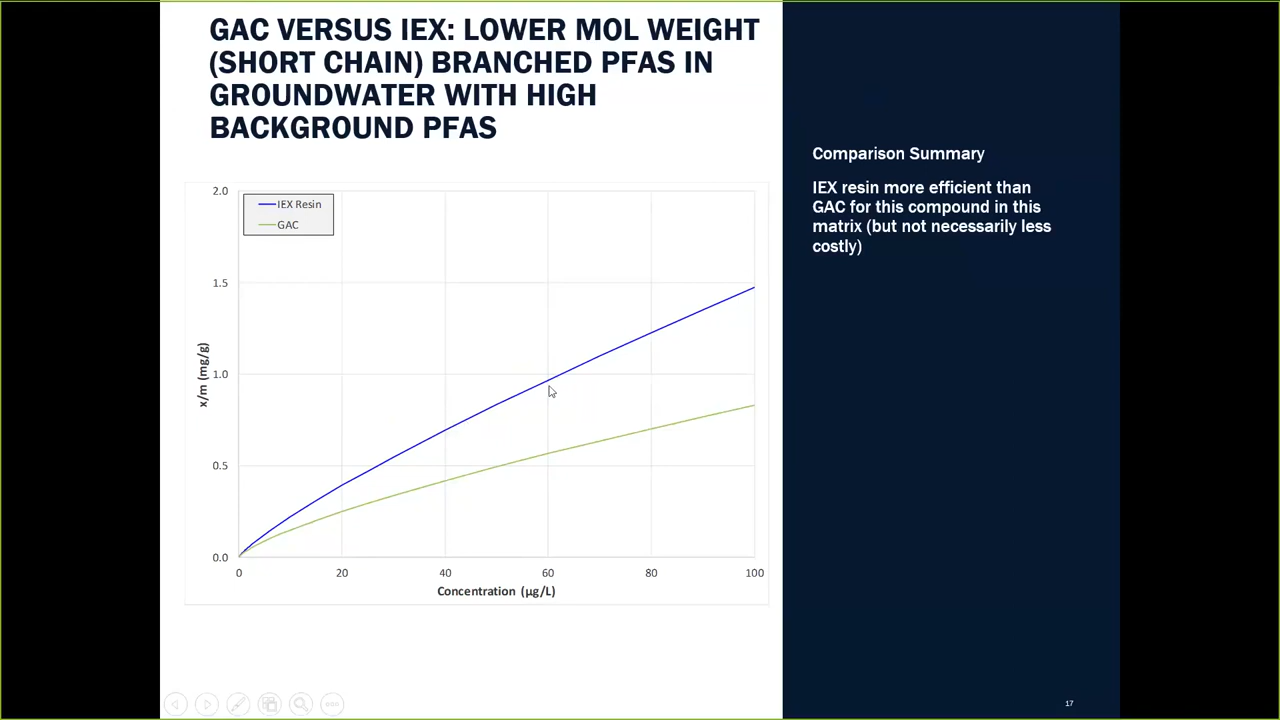 GAC VERSUS IEX: LOWER MOL WEIGHT
(SHORT CHAIN) BRANCHED PFAS IN
GROUNDWATER WITH HIGH
BACKGROUND PFAS
Comparison Summary
IEX resin more efficient than
GAC for this compound in this
matrix (but not necessarily less
costly)
2.0
IEX Resin
GAC
1.5
1.0
0.5
0.0
x/m (mg/g)
0
20
40
60
80
100
Concentration (µg/L)
17